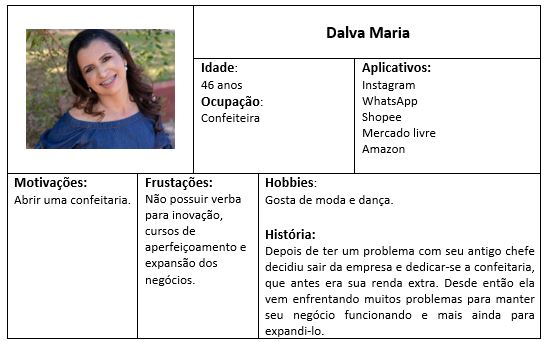 Dalva Maria
Idade:
46 anos
Ocupação:
Confeiteira
Aplicativos:
Instagram
WhatsApp
Shopee
Mercado livre
Amazon
Motivações:
Abrir uma confeitaria.
Frustações:
Não possuir verba
para inovação,
cursos de
aperfeiçoamento e
expansão dos
negócios.
Hobbies:
Gosta de moda e dança.
História:
Depois de ter um problema com seu antigo chefe
decidiu sair da empresa e dedicar-se a confeitaria,
que antes era sua renda extra. Desde então ela
vem enfrentando muitos problemas para manter
seu negócio funcionando e mais ainda para
expandi-lo.